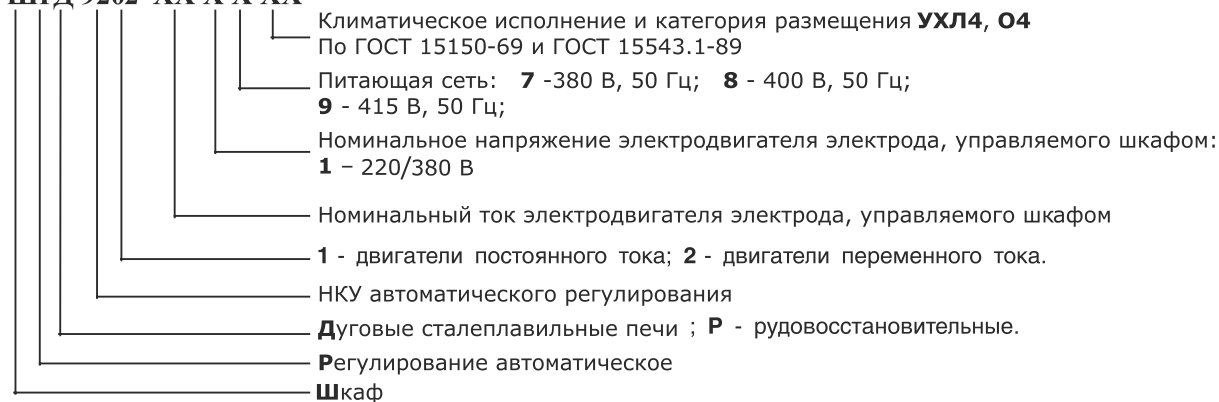 Климатическое исполнение и категория размещения УХЛ4, О4
По ГОСТ 15150-69 и ГОСТ 15543.1-89
Питающая сеть: 7 -380 В, 50 Гц; 8 - 400 В, 50 Гц;
9 - 415 В, 50 Гц;
Номинальное напряжение электродвигателя электрода, управляемого шкафом:
1 – 220/380 В
Номинальный ток электродвигателя электрода, управляемого шкафом
1 - двигатели постоянного тока; 2 - двигатели переменного тока.
НКУ автоматического регулирования
Дуговые сталеплавильные печи ; Р - рудовосстановительные.
Регулирование автоматическое
Шкаф